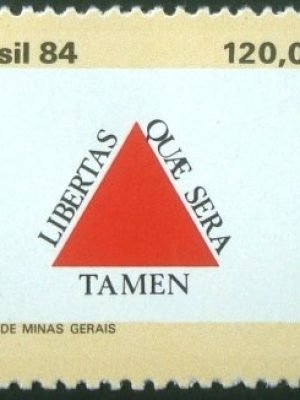 sil 84 120,0
LIBERTAS QUÆ SERA
TAMEN
DE MINAS GERAIS